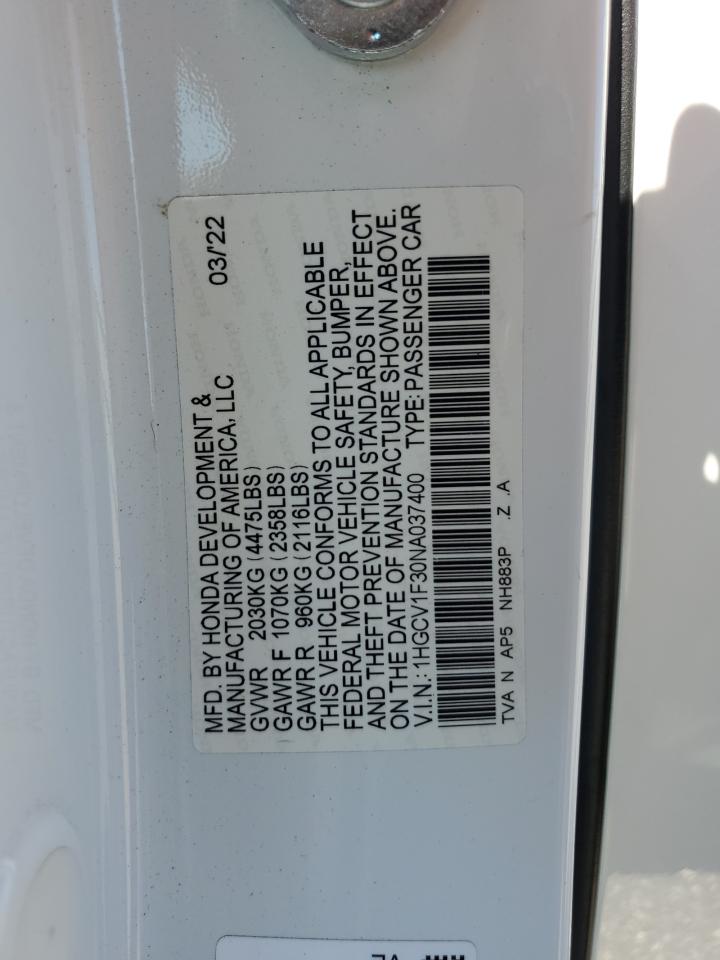 MFD. BY HONDA DEVELOPMENT & 03/'22
MANUFACTURING OF AMERICA, LLC
GVWR 2030KG (4475LBS)
GAWR F 1070KG (2358LBS)
GAWR R 960KG (2116LBS)
THIS VEHICLE CONFORMS TO ALL APPLICABLE
FEDERAL MOTOR VEHICLE SAFETY, BUMPER,
AND THEFT PREVENTION STANDARDS IN EFFECT
ON THE DATE OF MANUFACTURE SHOWN ABOVE.
V.I.N.: 1HGCV1F30NA037400 TYPE: PASSENGER CAR
TVA N AP5 NH883P .Z .A